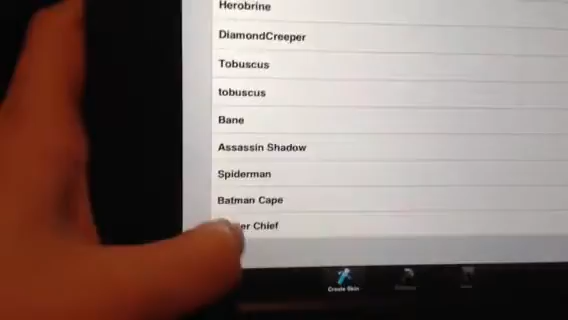 Herobrine
DiamondCreeper
Tobuscus
tobuscus
Bane
Assassin Shadow
Spiderman
Batman Cape
Chief
Create Skin